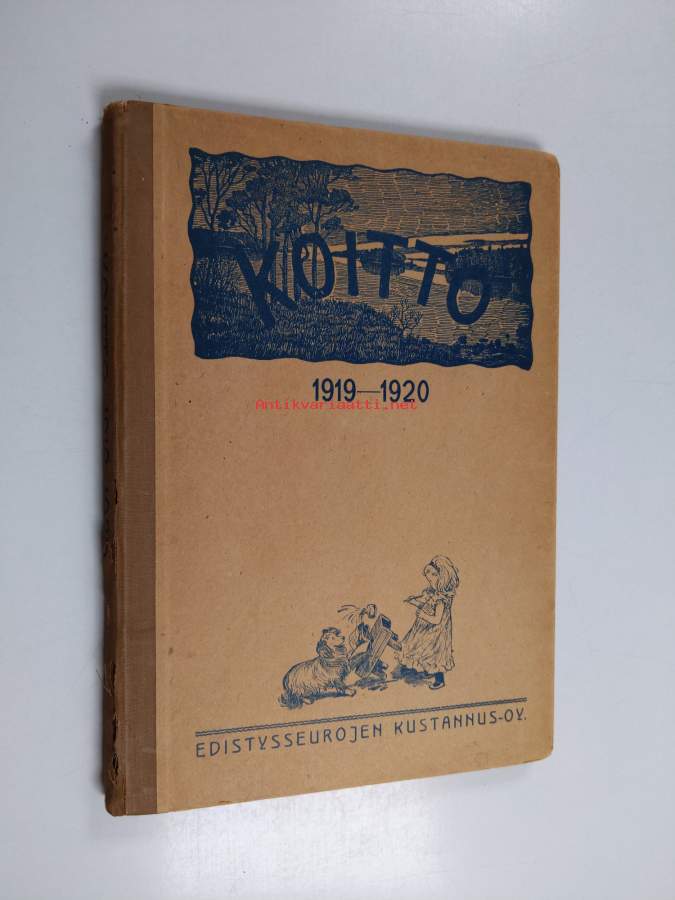 KOITTO
1919—1920
Antikvariaatti.net
EDISTYSSEUROJEN KUSTANNUS-OY.